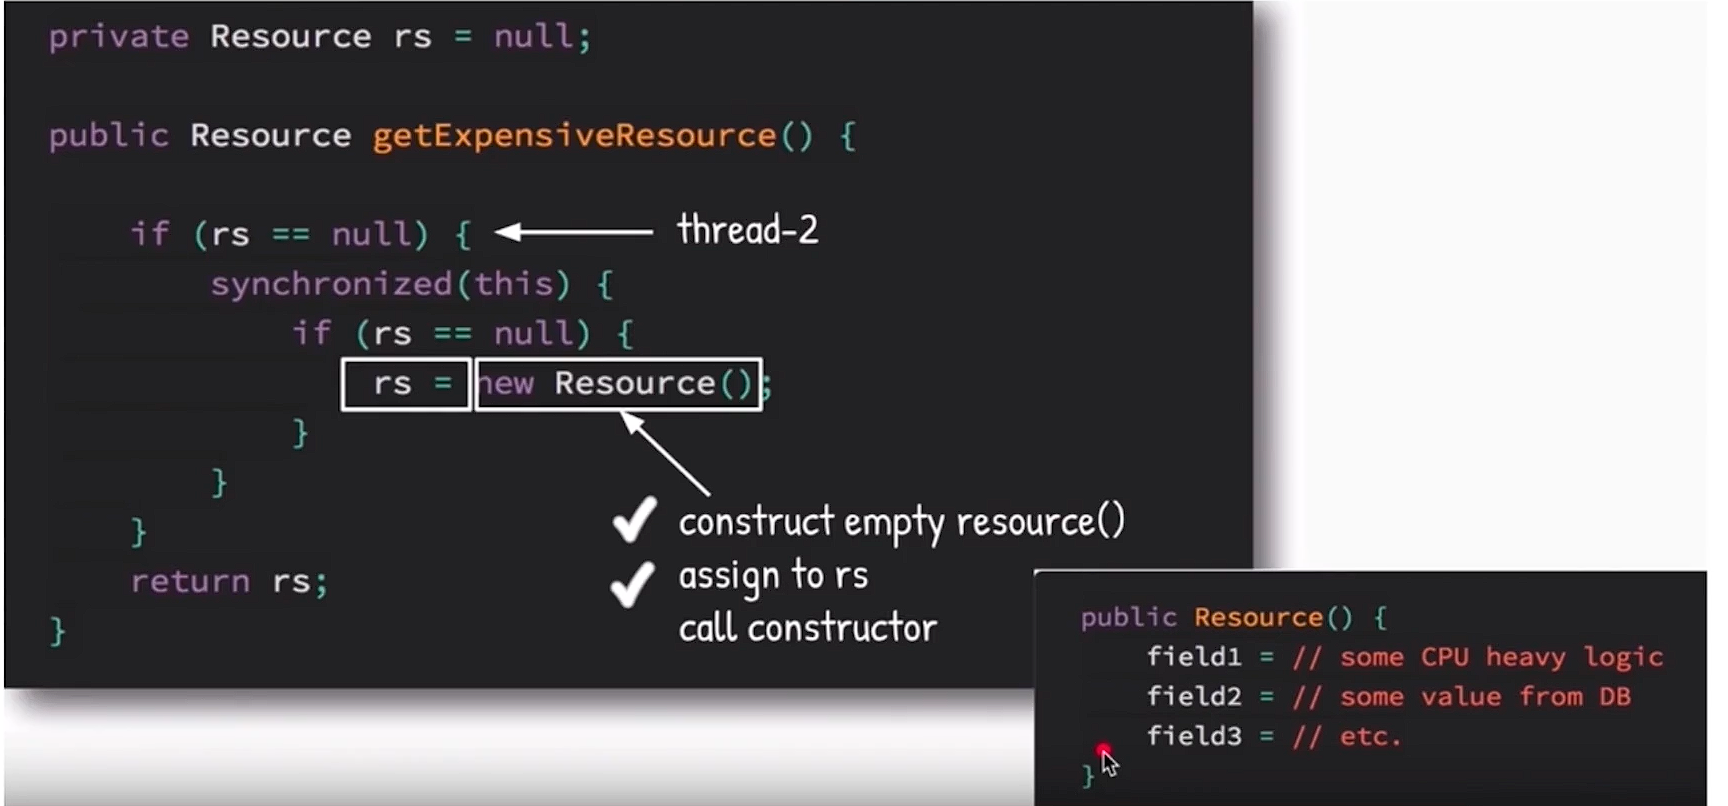 private Resource rs = null;
public Resource getExpensiveResource() {
if (rs == null) {
thread-2
synchronized(this) {
if (rs == null) {
rs = new Resource();
}
}
}
return rs;
}
construct empty resource()
assign to rs
call constructor
public Resource() {
field1 = // some CPU heavy logic
field2 = // some value from DB
field3 = // etc.
}